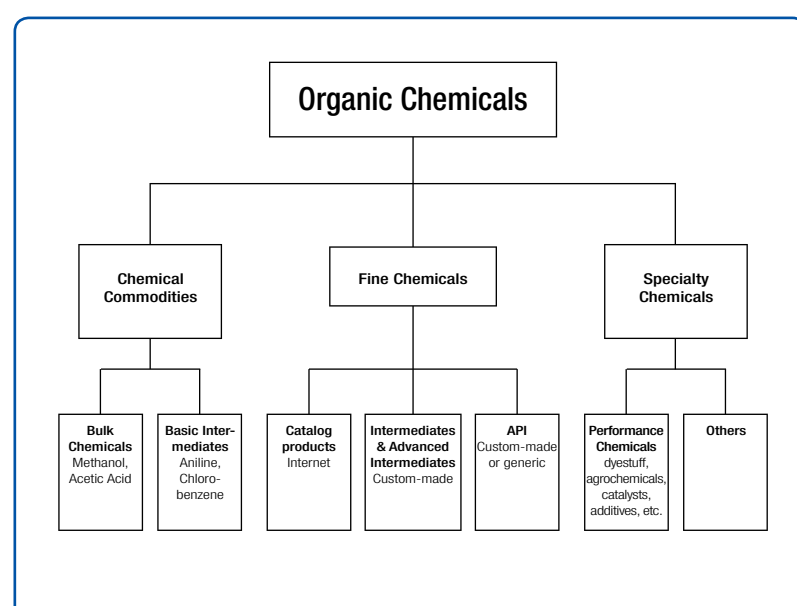 Organic Chemicals
Chemical
Commodities
Fine Chemicals
Specialty
Chemicals
Bulk
Chemicals
Methanol,
Acetic Acid
Basic Inter-
mediates
Aniline,
Chloro-
benzene
Catalog
products
Internet
Intermediates
& Advanced
Intermediates
Custom-made
API
Custom-made
or generic
Performance
Chemicals
dyestuff,
agrochemicals,
catalysts,
additives, etc.
Others